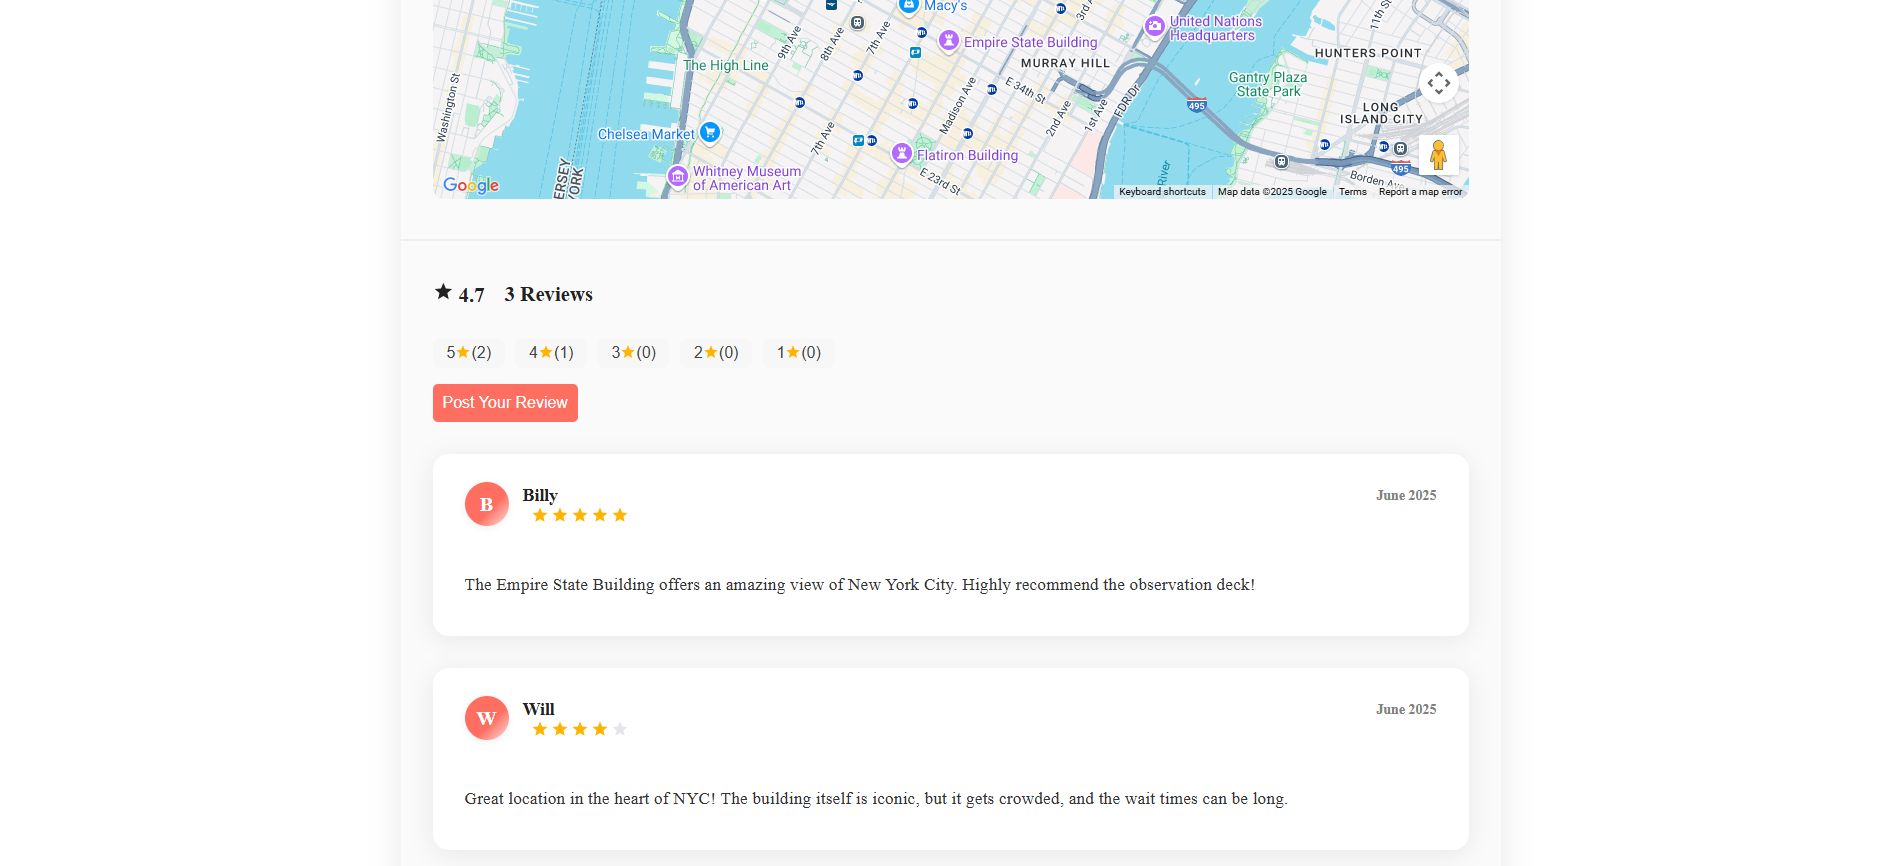 Macy's
3rd A
9th Ave
8th Ave
7th Ave
United Nations
Headquarters
Empire State Building
11th St
HUNTERS POINT
The High Line
MURRAY HILL
E 34th St
Gantry Plaza
State Park
Washington St
Madison Ave
2nd Ave
1st Ave
FDR Dr
495
LONG
ISLAND CITY
Chelsea Market
7th Ave
Flatiron Building
Whitney Museum
of American Art
E 23rd St
ERSEY
YORK
River
495
Borden Av
Google
Keyboard shortcuts
Map data ©2025 Google
Terms
Report a map error
★ 4.7 3 Reviews
5★(2) 4★(1) 3★(0) 2★(0) 1★(0)
Post Your Review
B
Billy
June 2025
★ ★ ★ ★ ★
The Empire State Building offers an amazing view of New York City. Highly recommend the observation deck!
W
Will
June 2025
★ ★ ★ ★ ★
Great location in the heart of NYC! The building itself is iconic, but it gets crowded, and the wait times can be long.